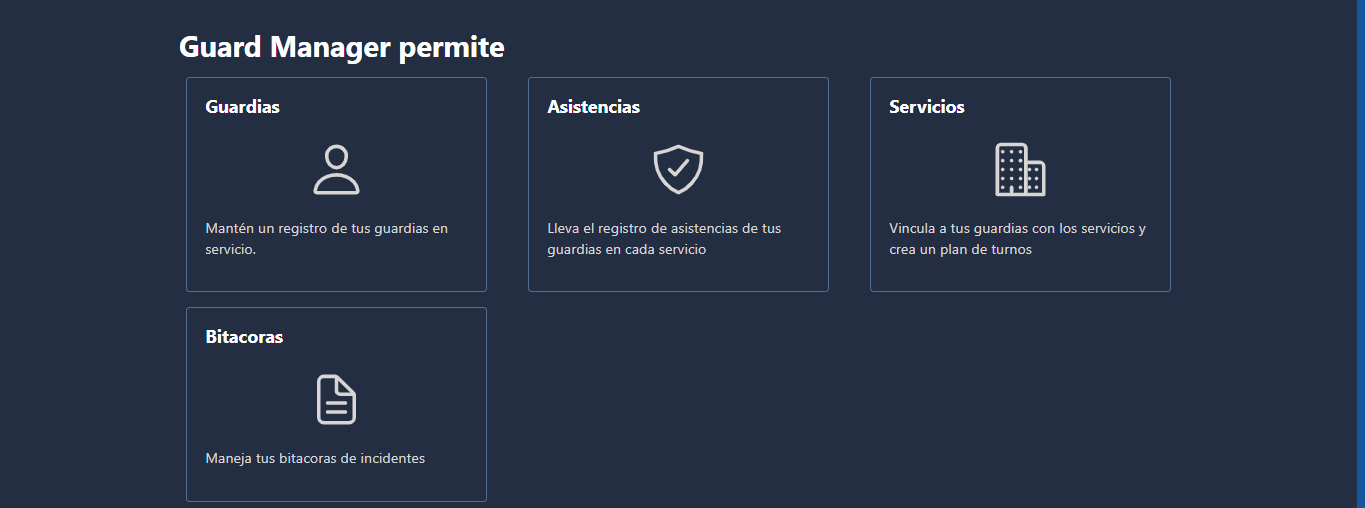 Guard Manager permite
Guardias
Mantén un registro de tus guardias en
servicio.
Asistencias
Lleva el registro de asistencias de tus
guardias en cada servicio
Servicios
Vincula a tus guardias con los servicios y
crea un plan de turnos
Bitacoras
Maneja tus bitacoras de incidentes